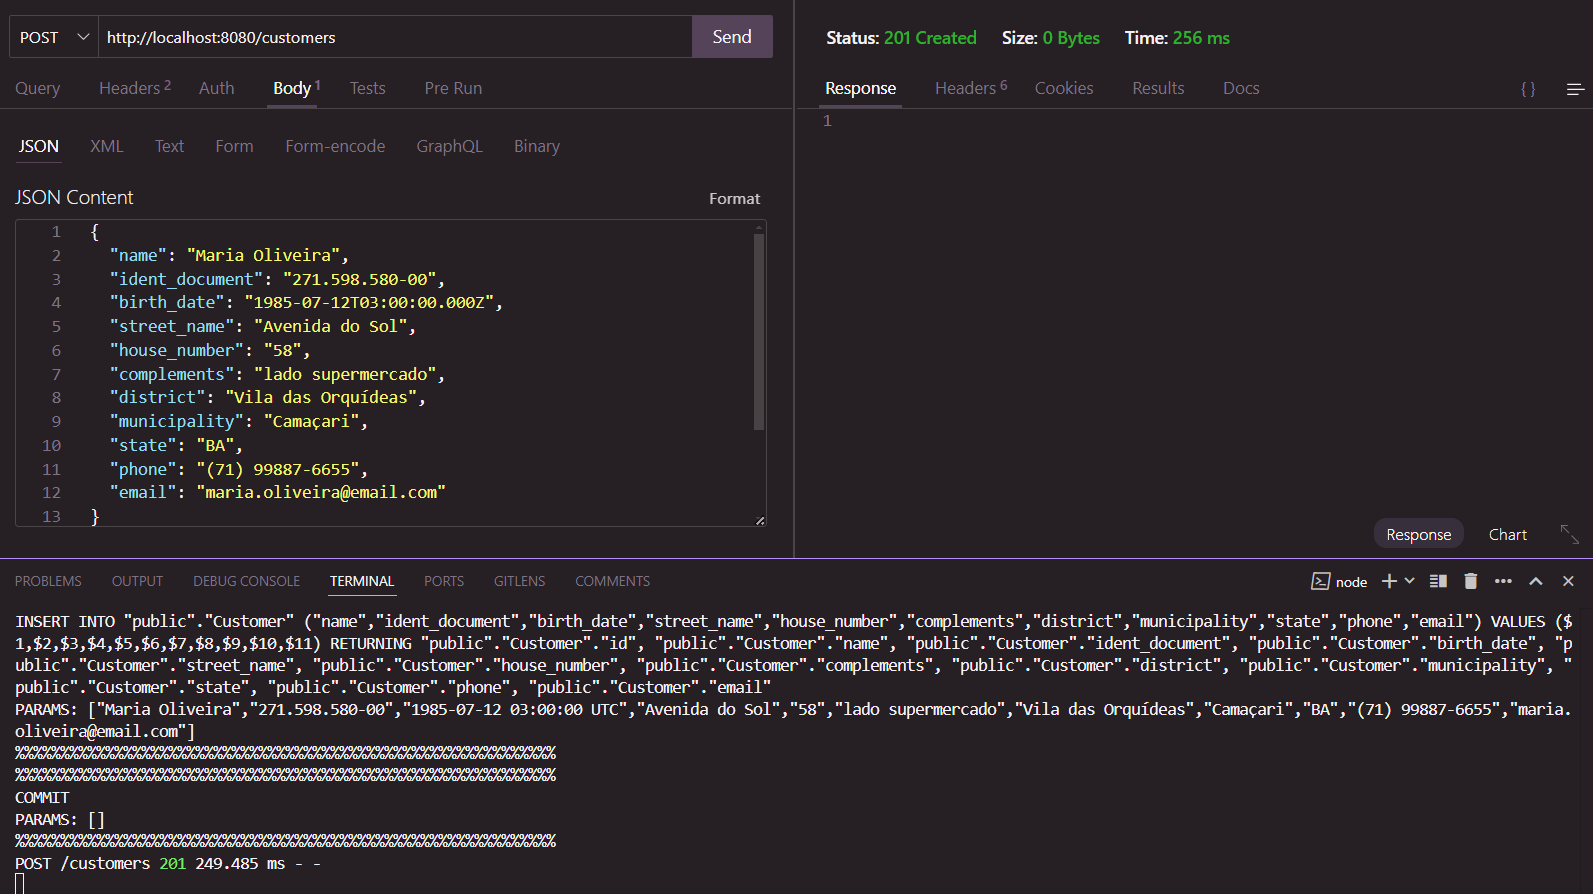 POST http://localhost:8080/customers Send
Query Headers 2 Auth Body 1 Tests Pre Run
JSON XML Text Form Form-encode GraphQL Binary
JSON Content Format
1 {
2 "name": "Maria Oliveira",
3 "ident_document": "271.598.580-00",
4 "birth_date": "1985-07-12T03:00:00.000Z",
5 "street_name": "Avenida do Sol",
6 "house_number": "58",
7 "complements": "lado supermercado",
8 "district": "Vila das Orquídeas",
9 "municipality": "Camaçari",
10 "state": "BA",
11 "phone": "(71) 99887-6655",
12 "email": "maria.oliveira@email.com"
13 }
Status: 201 Created Size: 0 Bytes Time: 256 ms
Response Headers 6 Cookies Results Docs {}
1
Response Chart
PROBLEMS OUTPUT DEBUG CONSOLE TERMINAL PORTS GITLENS COMMENTS node
INSERT INTO "public"."Customer" ("name","ident_document","birth_date","street_name","house_number","complements","district","municipality","state","phone","email") VALUES ($
1,$2,$3,$4,$5,$6,$7,$8,$9,$10,$11) RETURNING "public"."Customer"."id", "public"."Customer"."name", "public"."Customer"."ident_document", "public"."Customer"."birth_date", "p
ublic"."Customer"."street_name", "public"."Customer"."house_number", "public"."Customer"."complements", "public"."Customer"."district", "public"."Customer"."municipality", "
public"."Customer"."state", "public"."Customer"."phone", "public"."Customer"."email"
PARAMS: ["Maria Oliveira","271.598.580-00","1985-07-12 03:00:00 UTC","Avenida do Sol","58","lado supermercado","Vila das Orquídeas","Camaçari","BA","(71) 99887-6655","maria.
oliveira@email.com"]
%%%%%%%%%%%%%%%%%%%%%%%%%%%%%%%%%%%%%%%%%%%%%%%%%%%%%%%%%%%%
%%%%%%%%%%%%%%%%%%%%%%%%%%%%%%%%%%%%%%%%%%%%%%%%%%%%%%%%%%%%
COMMIT
PARAMS: []
%%%%%%%%%%%%%%%%%%%%%%%%%%%%%%%%%%%%%%%%%%%%%%%%%%%%%%%%%%%%
POST /customers 201 249.485 ms - -